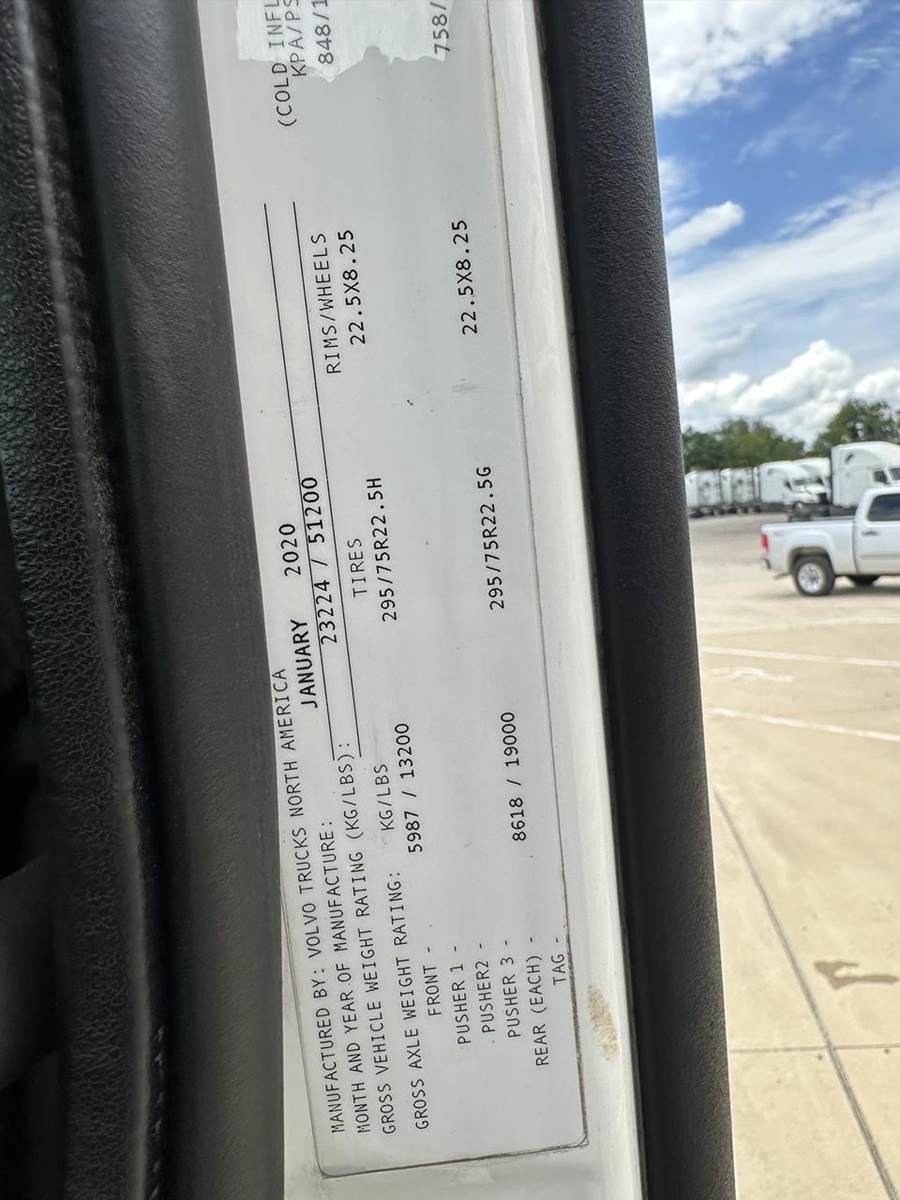 MANUFACTURED BY: VOLVO TRUCKS NORTH AMERICA
MONTH AND YEAR OF MANUFACTURE: JANUARY 2020
GROSS VEHICLE WEIGHT RATING (KG/LBS): 23224 / 51200
GROSS AXLE WEIGHT RATING: KG/LBS TIRES RIMS/WHEELS (COLD INFL
KPA/PS
FRONT - 5987 / 13200 295/75R22.5H 22.5X8.25 848/1
PUSHER 1 -
PUSHER2 -
PUSHER 3 -
REAR (EACH) - 8618 / 19000 295/75R22.5G 22.5X8.25 758/
TAG -